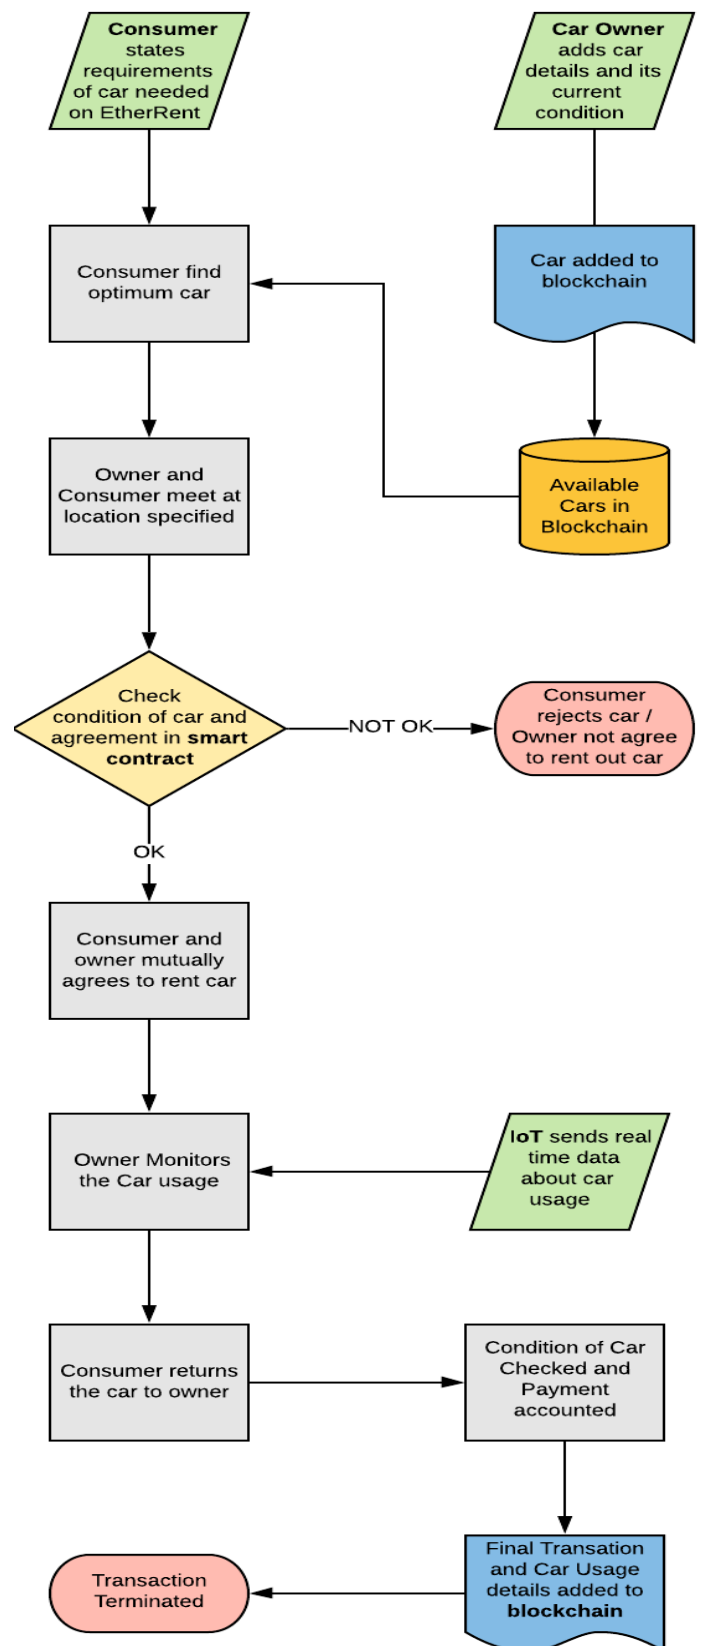 Consumer
states
requirements
of car needed
on EtherRent
Car Owner
adds car
details and its
current
condition
Consumer find
optimum car
Car added to
blockchain
Owner and
Consumer meet at
location specified
Available
Cars in
Blockchain
Check
condition of car and
agreement in smart
contract
NOT OK
Consumer
rejects car /
Owner not agree
to rent out car
OK
Consumer and
owner mutually
agrees to rent car
Owner Monitors
the Car usage
IoT sends real
time data
about car
usage
Consumer returns
the car to owner
Condition of Car
Checked and
Payment
accounted
Final Transation
and Car Usage
details added to
blockchain
Transaction
Terminated